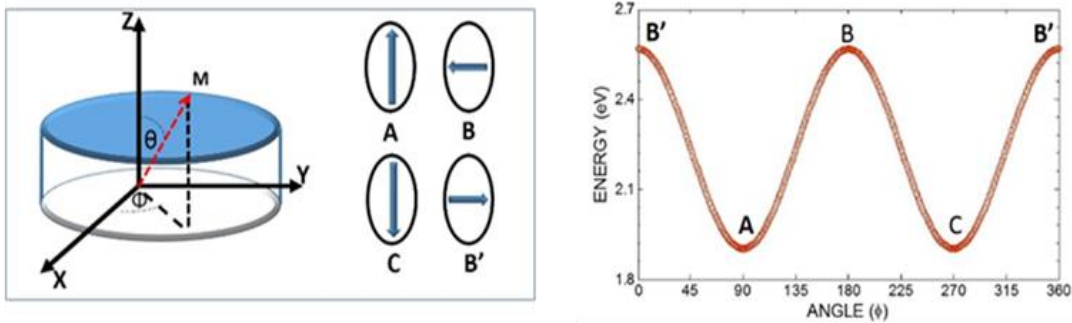 Z
M
θ
Y
Φ
X
A
B
C
B′
2.7
2.4
2.1
1.8
ENERGY (eV)
B′
B
B′
A
C
0 45 90 135 180 225 270 315 360
ANGLE (ϕ)